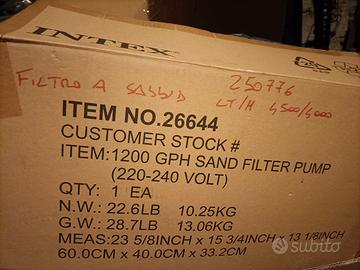 INTEX
FILTRO A SABBIA 250776
LT/H 4500/4000
ITEM NO.26644
CUSTOMER STOCK #
ITEM:1200 GPH SAND FILTER PUMP
(220-240 VOLT)
QTY: 1 EA
N.W.: 22.6LB 10.25KG
G.W.: 28.7LB 13.06KG
MEAS:23 5/8INCH x 15 3/4INCH x 13 1/8INCH
60.0CM x 40.0CM x 33.2CM
subito